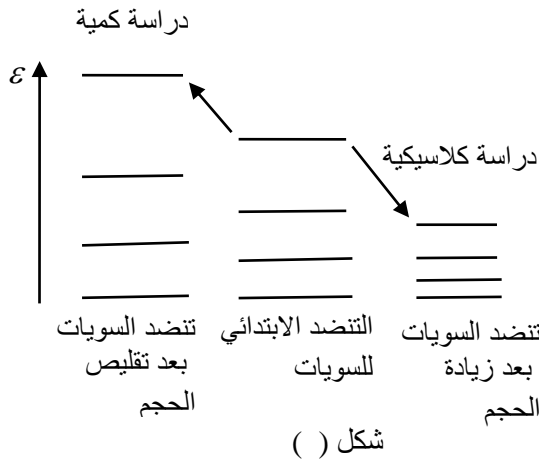 دراسة كمية
ε
دراسة كلاسيكية
تنضد السويات
بعد تقليص
الحجم
التنضد الابتدائي
للسويات
تنضد السويات
بعد زيادة
الحجم
شكل ( )